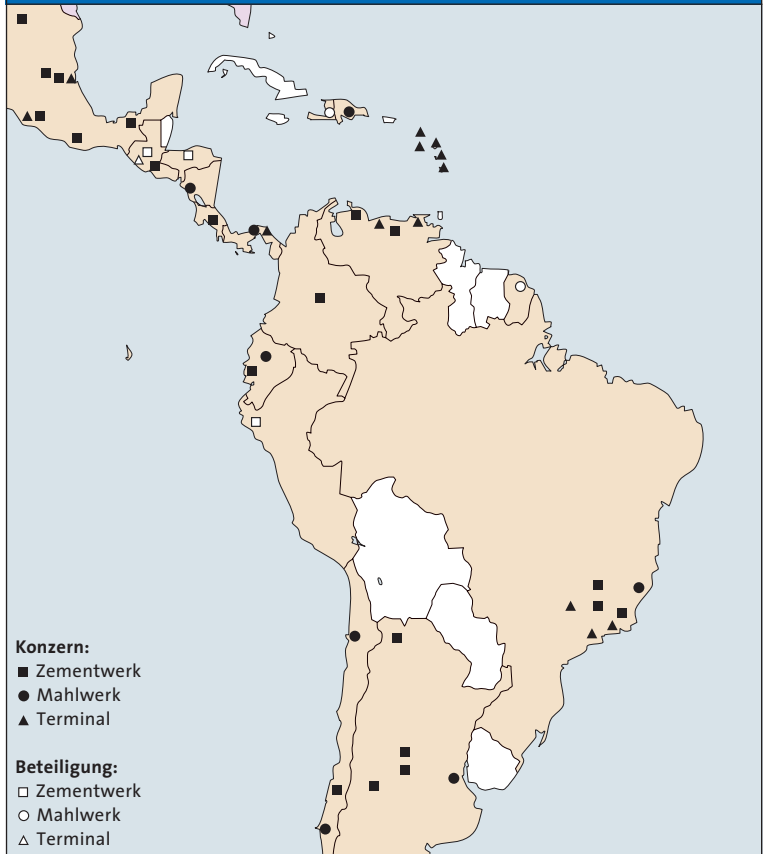 Konzern:
Zementwerk
Mahlwerk
Terminal
Beteiligung:
Zementwerk
Mahlwerk
Terminal